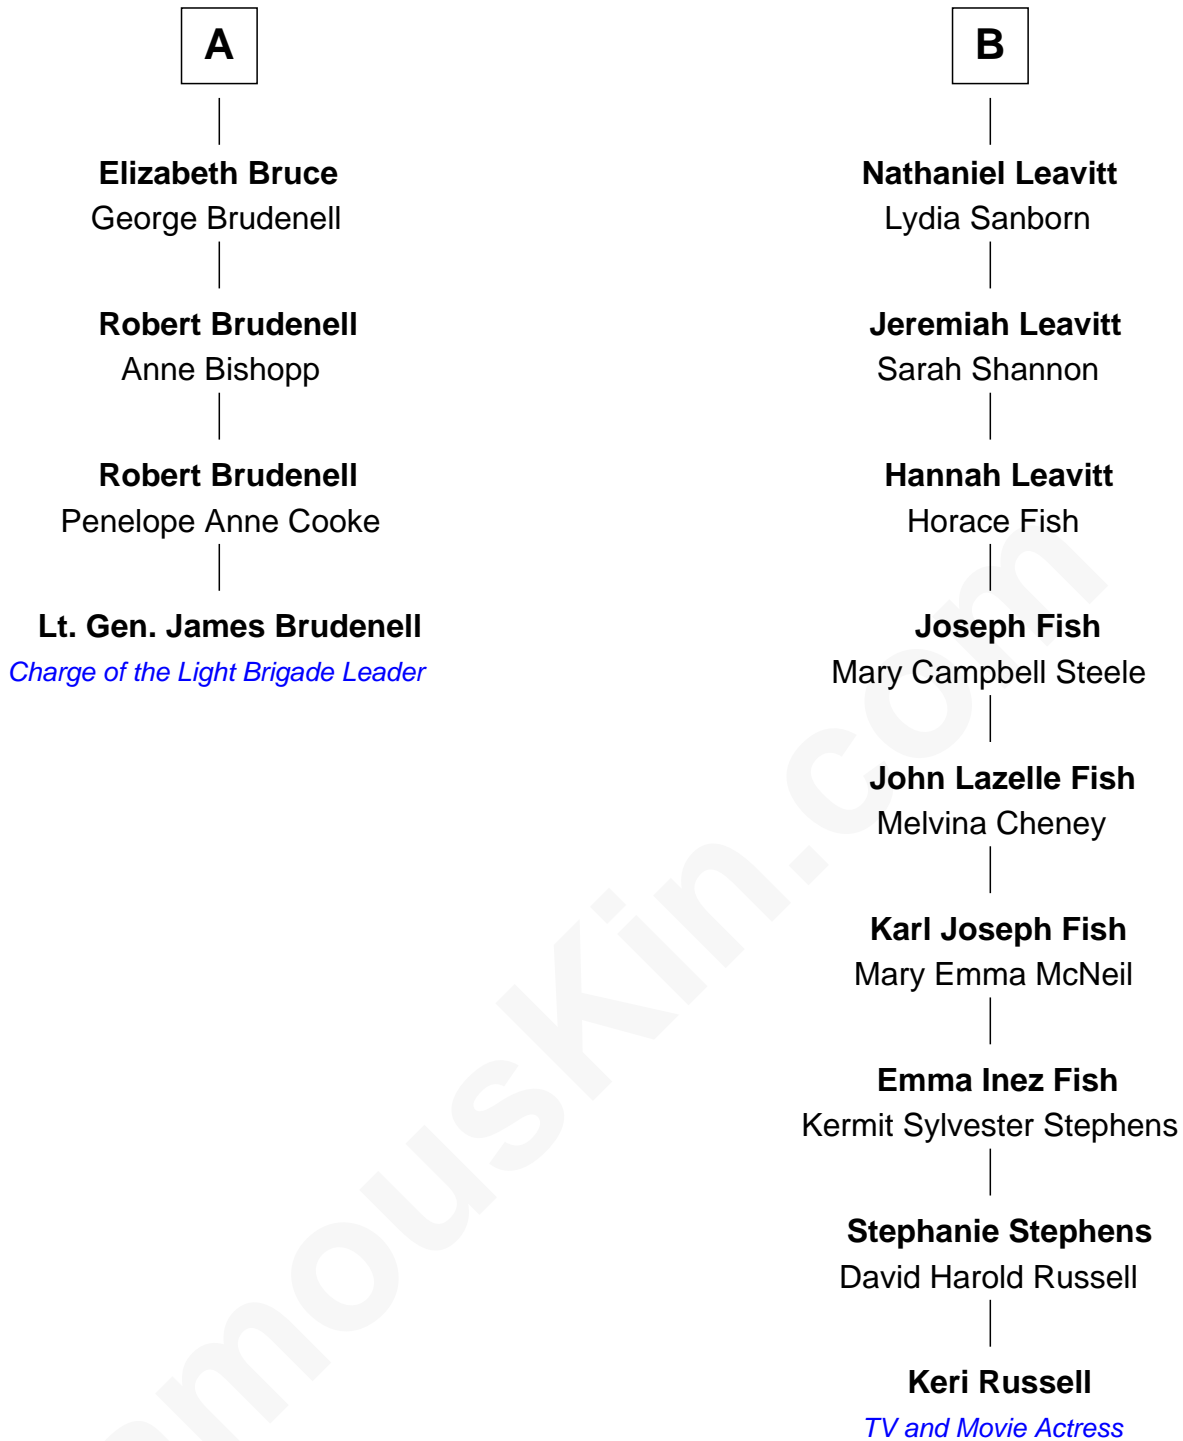 A
Elizabeth Bruce
George Brudenell
Robert Brudenell
Anne Bishopp
Robert Brudenell
Penelope Anne Cooke
Lt. Gen. James Brudenell
Charge of the Light Brigade Leader
B
Nathaniel Leavitt
Lydia Sanborn
Jeremiah Leavitt
Sarah Shannon
Hannah Leavitt
Horace Fish
Joseph Fish
Mary Campbell Steele
John Lazelle Fish
Melvina Cheney
Karl Joseph Fish
Mary Emma McNeil
Emma Inez Fish
Kermit Sylvester Stephens
Stephanie Stephens
David Harold Russell
Keri Russell
TV and Movie Actress
amouskin.com